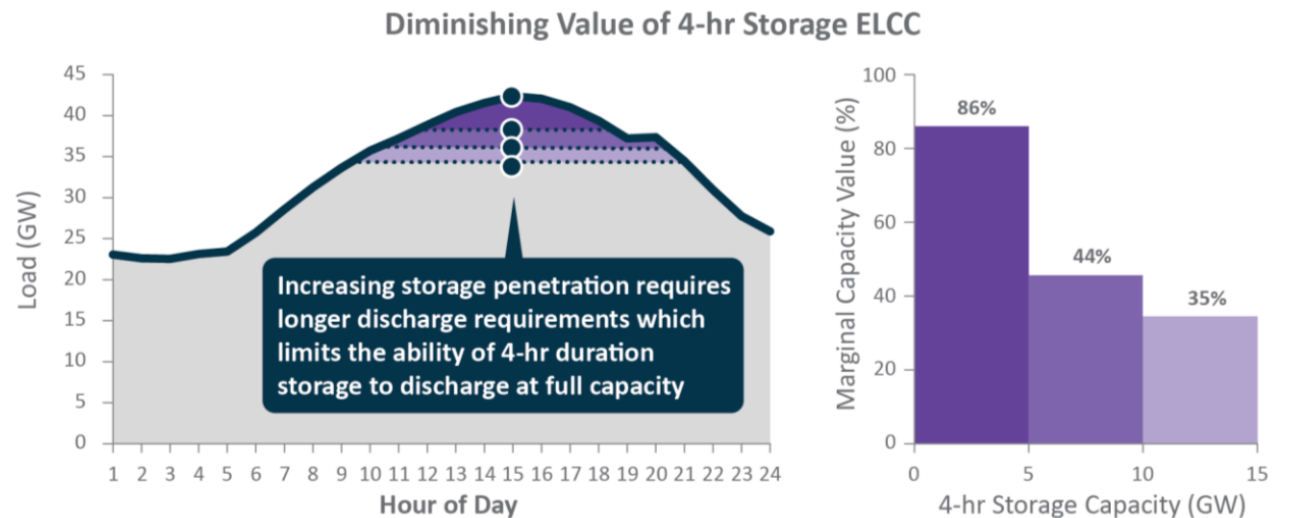 Diminishing Value of 4-hr Storage ELCC
Load (GW)
45
40
35
30
25
20
15
10
5
0
Increasing storage penetration requires
longer discharge requirements which
limits the ability of 4-hr duration
storage to discharge at full capacity
1 2 3 4 5 6 7 8 9 10 11 12 13 14 15 16 17 18 19 20 21 22 23 24
Hour of Day
Marginal Capacity Value (%)
100
80
60
40
20
0
86%
44%
35%
0 5 10 15
4-hr Storage Capacity (GW)